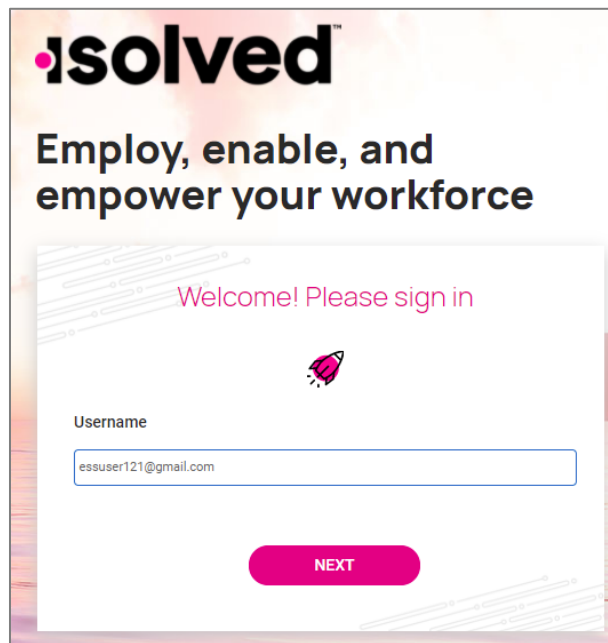 isolved™
Employ, enable, and
empower your workforce
Welcome! Please sign in
Username
essuser121@gmail.com
NEXT